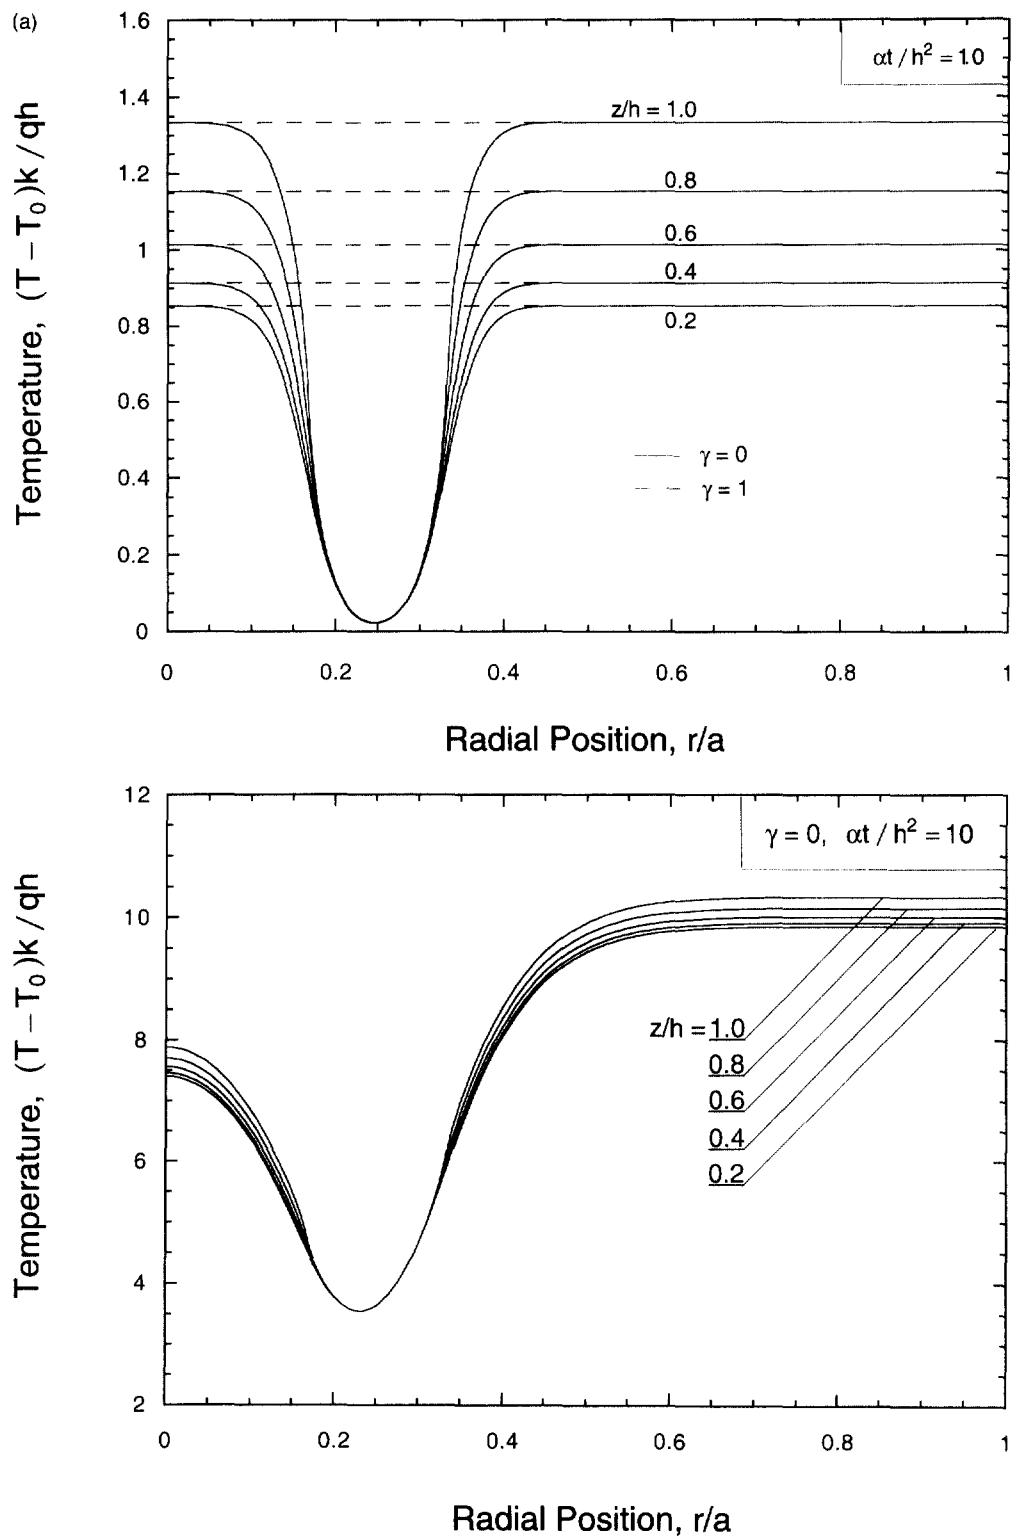 (a)
1.6
αt / h² = 1.0
1.4
z/h = 1.0
1.2
0.8
1
0.6
0.4
0.8
0.2
0.6
γ = 0
0.4
γ = 1
0.2
0
Temperature, (T − T₀)k / qh
0 0.2 0.4 0.6 0.8 1
Radial Position, r/a
12
γ = 0, αt / h² = 10
10
8
z/h = 1.0
0.8
0.6
6
0.4
0.2
4
2
Temperature, (T − T₀)k / qh
0 0.2 0.4 0.6 0.8 1
Radial Position, r/a